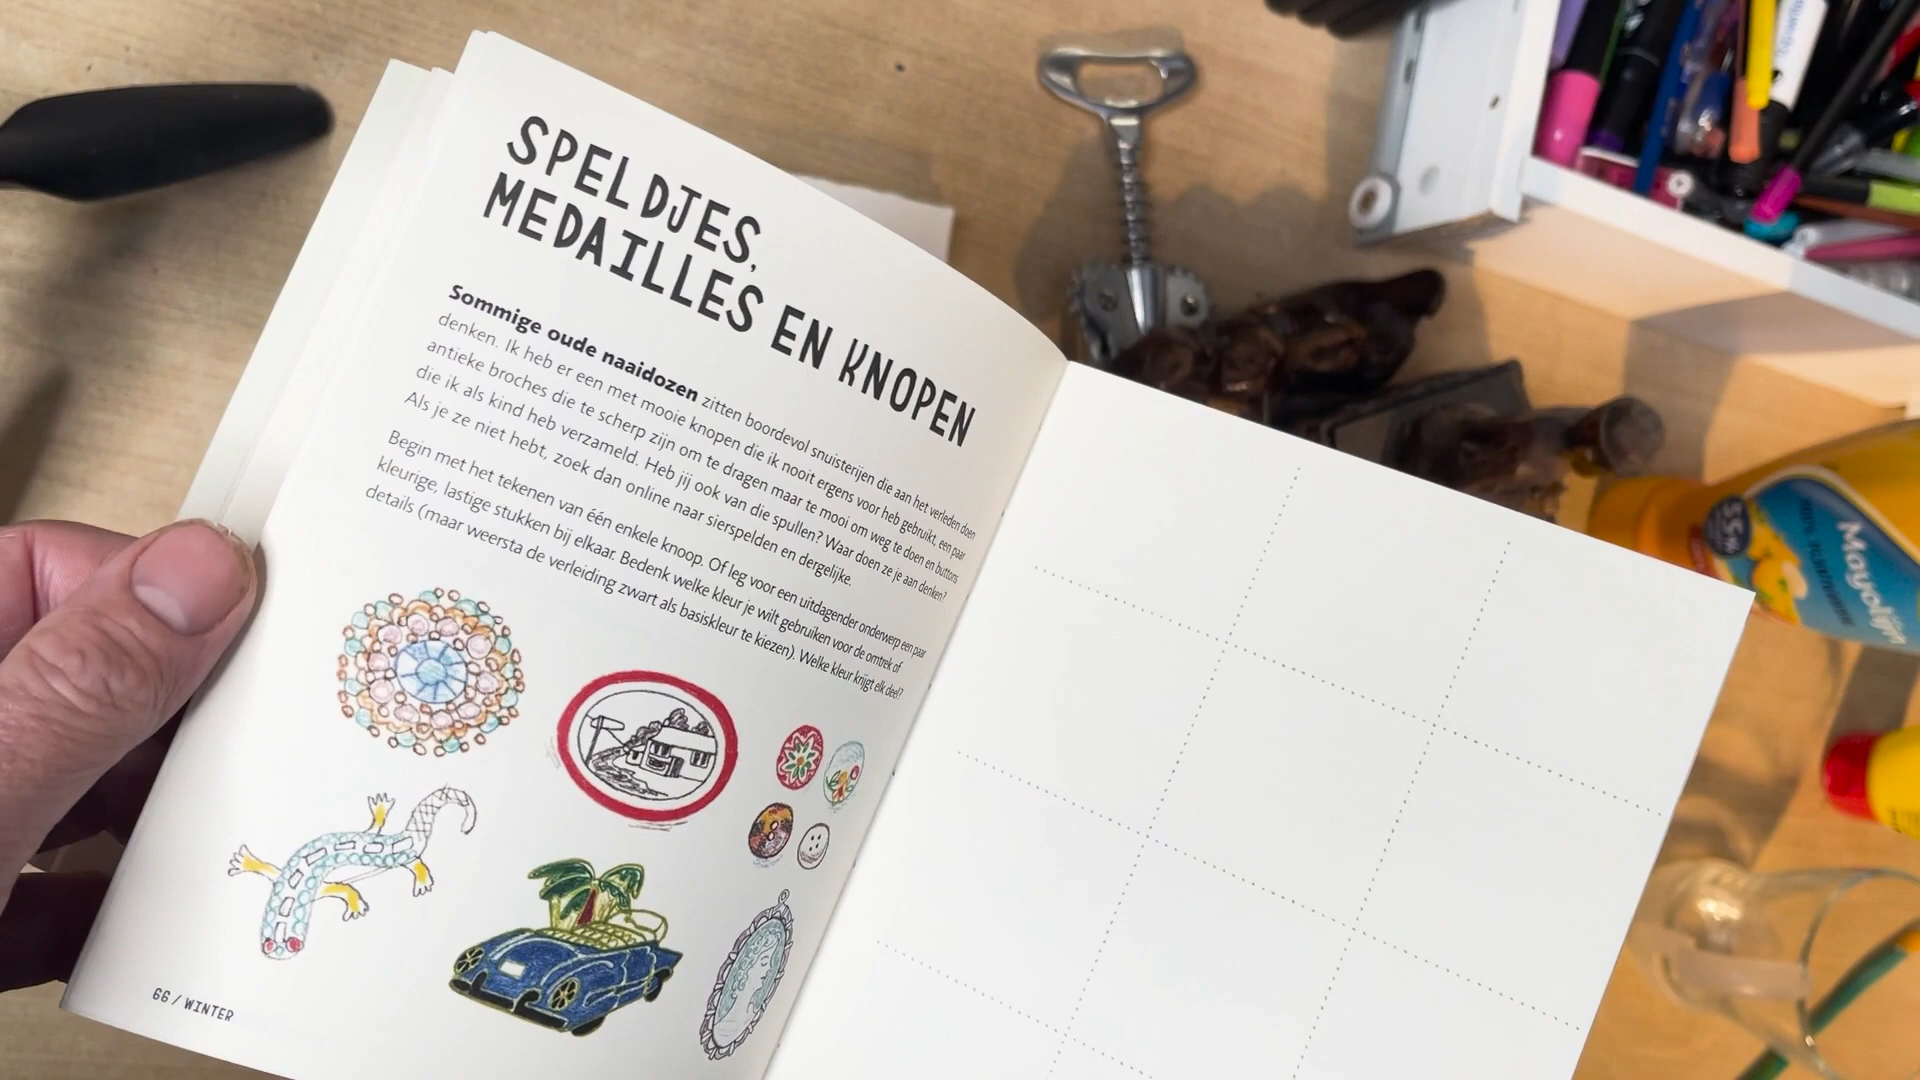 SPELDJES,
MEDAILLES EN KNOPEN
Sommige oude naaidozen zitten boordevol snuisterijen die aan het verleden doen
denken. Ik heb er een met mooie knopen die ik nooit ergens voor heb gebruikt, een paar
antieke broches die te scherp zijn om te dragen maar te mooi om weg te doen en buttons
die ik als kind heb verzameld. Heb jij ook van die spullen? Waar doen ze je aan denken?
Als je ze niet hebt, zoek dan online naar sierspelden en dergelijke.
Begin met het tekenen van één enkele knoop. Of leg voor een uitdagender onderwerp een paar
kleurige, lastige stukken bij elkaar. Bedenk welke kleur je wilt gebruiken voor de omtrek of
details (maar weersta de verleiding zwart als basiskleur te kiezen). Welke kleur krijgt elk deel?
66 / WINTER
Mayolijn